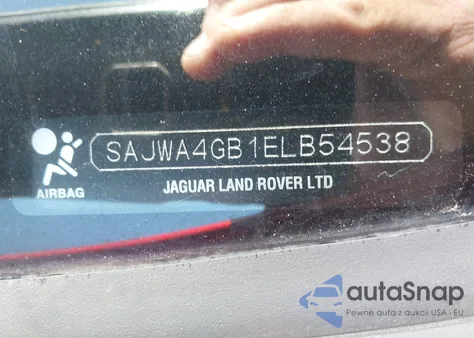 SAJWA4GB1ELB54538
AIRBAG
JAGUAR LAND ROVER LTD
autaSnap
Pewne auta z aukcji USA - EU